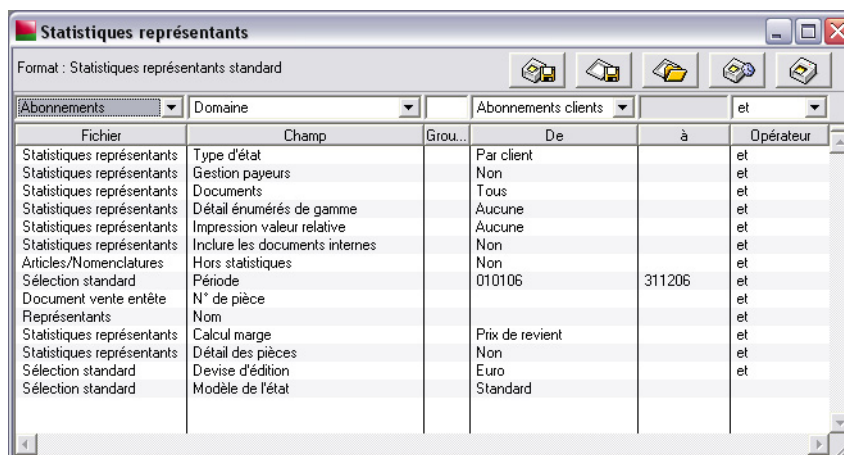 Statistiques représentants
Format : Statistiques représentants standard
Abonnements Domaine Abonnements clients et
Fichier Champ Grou... De à Opérateur
Statistiques représentants Type d'état Par client et
Statistiques représentants Gestion payeurs Non et
Statistiques représentants Documents Tous et
Statistiques représentants Détail énumérés de gamme Aucune et
Statistiques représentants Impression valeur relative Aucune et
Statistiques représentants Inclure les documents internes Non et
Articles/Nomenclatures Hors statistiques Non et
Sélection standard Période 010106 311206 et
Document vente entête N° de pièce et
Représentants Nom et
Statistiques représentants Calcul marge Prix de revient et
Statistiques représentants Détail des pièces Non et
Sélection standard Devise d'édition Euro et
Sélection standard Modèle de l'état Standard